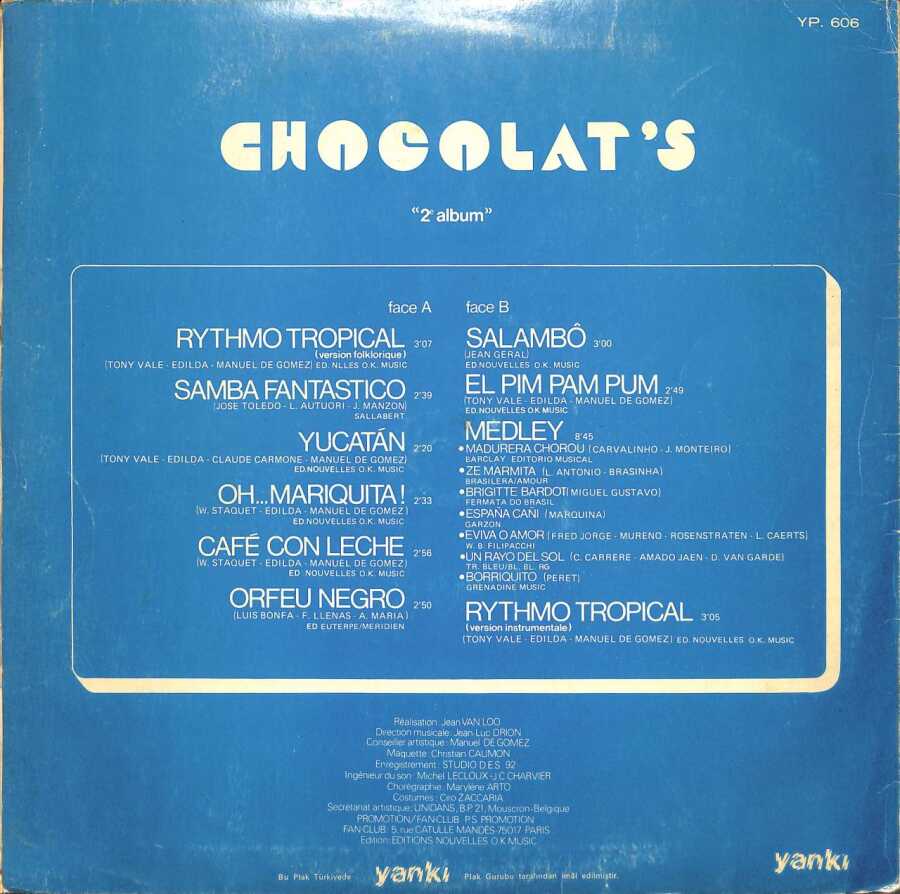 YP. 606
CHOCOLAT'S
“2e album”
face A
RYTHMO TROPICAL 3'07
(version folklorique)
(TONY VALE - EDILDA - MANUEL DE GOMEZ) ED. NLLES O.K. MUSIC
SAMBA FANTASTICO 2'39
(JOSE TOLEDO - L. AUTUORI - J. MANZON)
SALLABERT
YUCATÁN 2'20
(TONY VALE - EDILDA - CLAUDE CARMONE - MANUEL DE GOMEZ)
ED.NOUVELLES O.K. MUSIC
OH...MARIQUITA! 2'33
(W. STAQUET - EDILDA - MANUEL DE GOMEZ)
ED NOUVELLES O.K. MUSIC
CAFÉ CON LECHE 2'56
(W. STAQUET - EDILDA - MANUEL DE GOMEZ)
ED .NOUVELLES O.K. MUSIC
ORFEU NEGRO 2'50
(LUIS BONFA - F. LLENAS - A. MARIA)
ED EUTERPE/MERIDIEN
face B
SALAMBÔ 3'00
(JEAN GERAL)
ED.NOUVELLES O.K. MUSIC
EL PIM PAM PUM 2'49
(TONY VALE - EDILDA - MANUEL DE GOMEZ)
ED.NOUVELLES O.K MUSIC
MEDLEY 8'45
•MADURERA CHOROU (CARVALINHO - J. MONTEIRO)
BARCLAY EDITORIO MUSICAL
•ZE MARMITA (L. ANTONIO - BRASINHA)
BRASILERA/AMOUR
•BRIGITTE BARDOT(MIGUEL GUSTAVO)
FERMATA DO BRASIL
•ESPAÑA CAÑI (MARQUINA)
GARZON
•EVIVA O AMOR (FRED JORGE - MURENO - ROSENSTRATEN - L. CAERTS)
W. B. FILIPACCHI
•UN RAYO DEL SOL (C. CARRERE - AMADO JAEN - D. VAN GARDE)
TR. BLEU/BL. BL. RG
•BORRIQUITO (PERET)
GRENADINE MUSIC
RYTHMO TROPICAL 3'05
(version instrumentale)
(TONY VALE - EDILDA - MANUEL DE GOMEZ) ED. NOUVELLES O.K. MUSIC
Réalisation : Jean VAN LOO
Direction musicale : Jean-Luc DRION
Conseiller artistique : Manuel DE GOMEZ
Maquette : Christian CAUMON
Enregistrement : STUDIO D.E.S. 92
Ingénieur du son : Michel LECLOUX - J.C CHARVIER
Chorégraphie : Marylène ARTO
Costumes : Ciro ZACCARIA
Secrétariat artistique : UNIDANS, B.P. 21, Mouscron-Belgique
PROMOTION/FAN-CLUB : P.S. PROMOTION
FAN-CLUB : 5, rue CATULLE MANDÈS-75017 PARIS
Edition : EDITIONS NOUVELLES O.K MUSIC
Bu Plak Türkiyede yanki Plak Gurubu tarafından imâl edilmiştir.
yanki